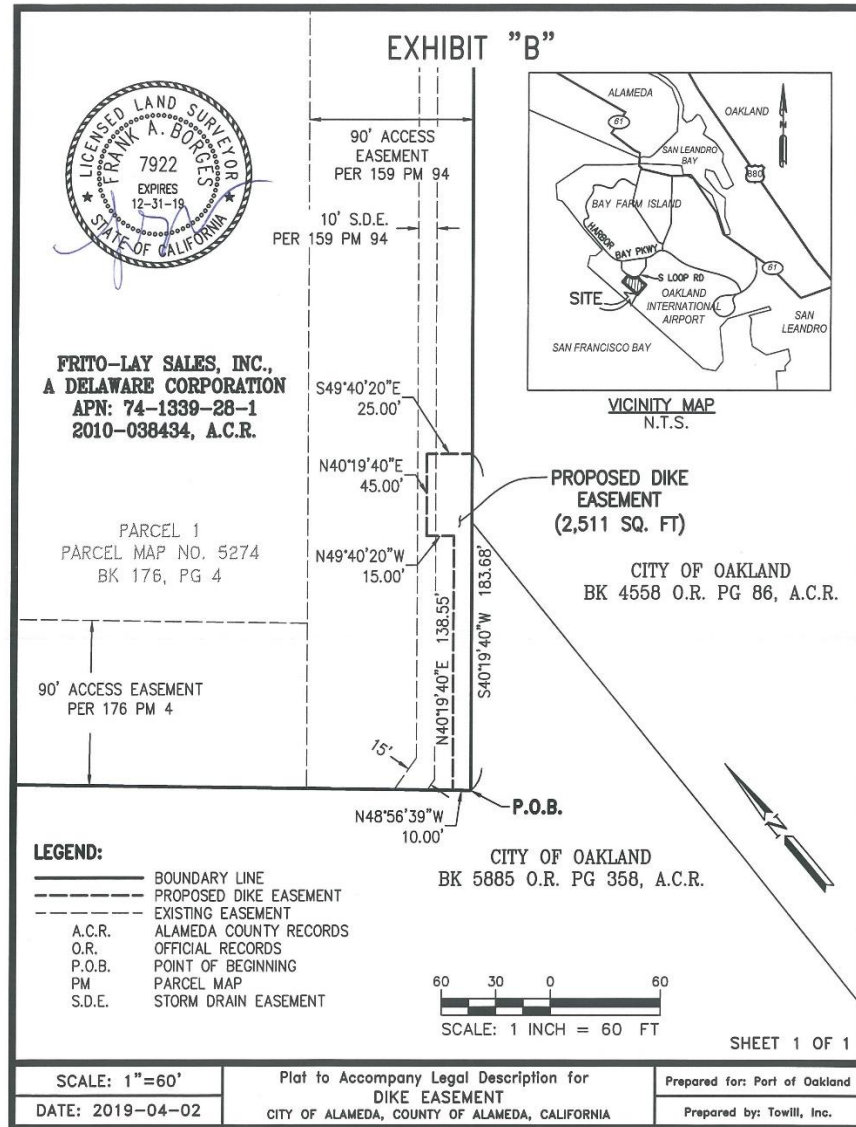 EXHIBIT "B"
LICENSED LAND SURVEYOR
FRANK A. BORGES
7922
EXPIRES
12-31-19
STATE OF CALIFORNIA
90' ACCESS
EASEMENT
PER 159 PM 94
10' S.D.E.
PER 159 PM 94
ALAMEDA
OAKLAND
61
SAN LEANDRO
BAY
880
BAY FARM ISLAND
HARBOR
BAY PKWY
S LOOP RD
61
SITE
OAKLAND
INTERNATIONAL
AIRPORT
SAN
LEANDRO
SAN FRANCISCO BAY
VICINITY MAP
N.T.S.
FRITO-LAY SALES, INC.,
A DELAWARE CORPORATION
APN: 74-1339-28-1
2010-038434, A.C.R.
S49°40'20"E
25.00'
N40°19'40"E
45.00'
N49°40'20"W
15.00'
PROPOSED DIKE
EASEMENT
(2,511 SQ. FT)
PARCEL 1
PARCEL MAP NO. 5274
BK 176, PG 4
CITY OF OAKLAND
BK 4558 O.R. PG 86, A.C.R.
N40°19'40"E 138.55'
S40°19'40"W 183.68'
90' ACCESS EASEMENT
PER 176 PM 4
15'
P.O.B.
N48°56'39"W
10.00'
CITY OF OAKLAND
BK 5885 O.R. PG 358, A.C.R.
N
LEGEND:
BOUNDARY LINE
PROPOSED DIKE EASEMENT
EXISTING EASEMENT
A.C.R. ALAMEDA COUNTY RECORDS
O.R. OFFICIAL RECORDS
P.O.B. POINT OF BEGINNING
PM PARCEL MAP
S.D.E. STORM DRAIN EASEMENT
60 30 0 60
SCALE: 1 INCH = 60 FT
SHEET 1 OF 1
SCALE: 1"=60'
DATE: 2019-04-02
Plat to Accompany Legal Description for
DIKE EASEMENT
CITY OF ALAMEDA, COUNTY OF ALAMEDA, CALIFORNIA
Prepared for: Port of Oakland
Prepared by: Towill, Inc.